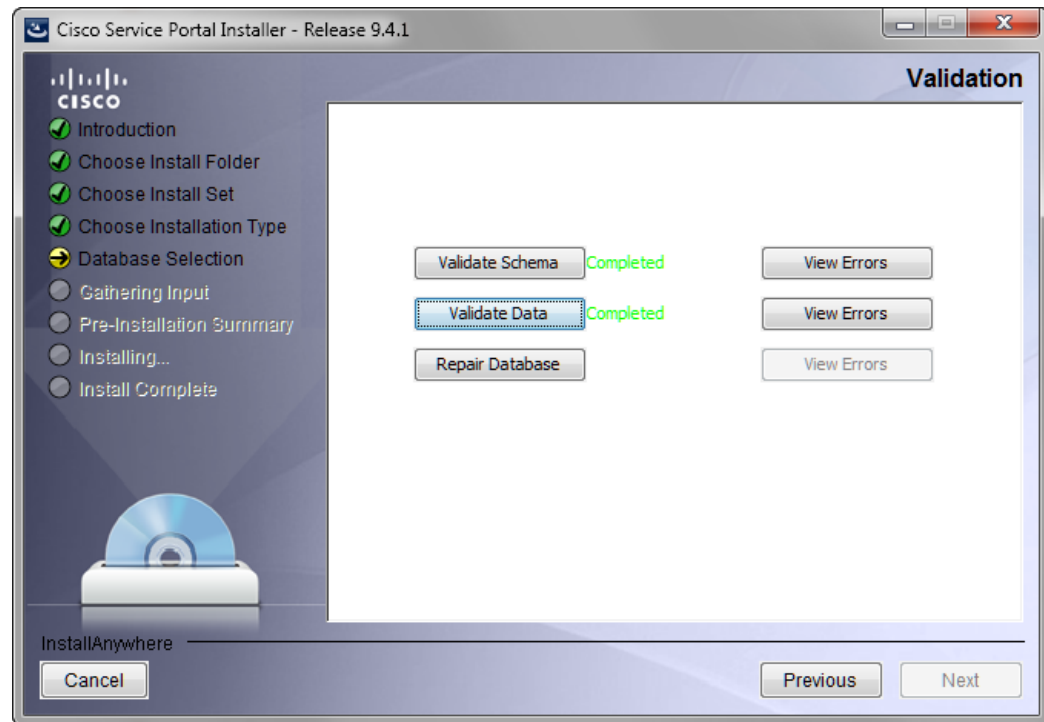 Cisco Service Portal Installer - Release 9.4.1
CISCO
Validation
Introduction
Choose Install Folder
Choose Install Set
Choose Installation Type
Database Selection
Gathering Input
Pre-Installation Summary
Installing...
Install Complete
Validate Schema Completed View Errors
Validate Data Completed View Errors
Repair Database View Errors
InstallAnywhere
Cancel Previous Next